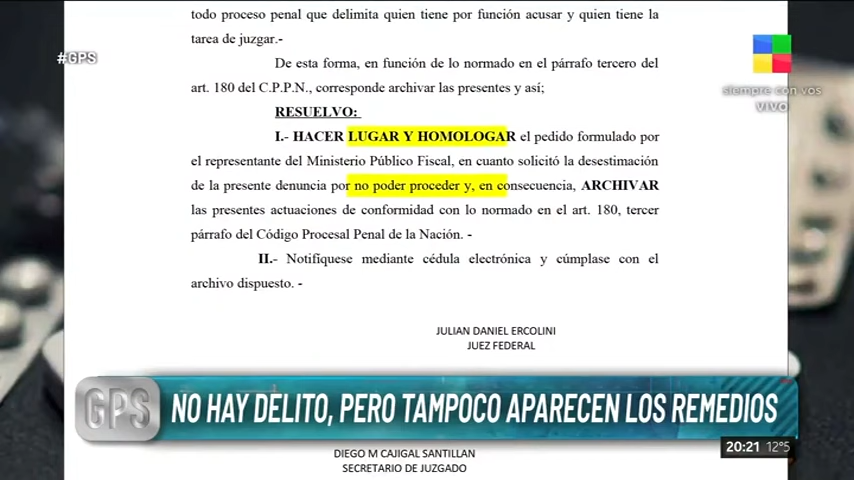 todo proceso penal que delimita quien tiene por función acusar y quien tiene la
tarea de juzgar.-
#GPS
De esta forma, en función de lo normado en el párrafo tercero del
art. 180 del C.P.P.N., corresponde archivar las presentes y así;
siempre con vos
VIVO
RESUELVO:
I.- HACER LUGAR Y HOMOLOGAR el pedido formulado por
el representante del Ministerio Público Fiscal, en cuanto solicitó la desestimación
de la presente denuncia por no poder proceder y, en consecuencia, ARCHIVAR
las presentes actuaciones de conformidad con lo normado en el art. 180, tercer
párrafo del Código Procesal Penal de la Nación. -
II.- Notifíquese mediante cédula electrónica y cúmplase con el
archivo dispuesto. -
JULIAN DANIEL ERCOLINI
JUEZ FEDERAL
GPS
NO HAY DELITO, PERO TAMPOCO APARECEN LOS REMEDIOS
20:21 12°5
DIEGO M CAJIGAL SANTILLAN
SECRETARIO DE JUZGADO